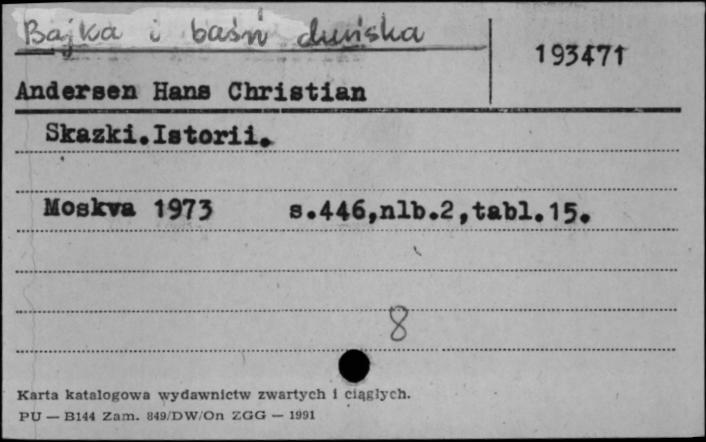 Bajka i baśń duńska
193471
Andersen Hans Christian
Skazki.Istorii.
Moskva 1973 s.446,nlb.2,tabl.15.
8
Karta katalogowa wydawnictw zwartych i ciągłych.
PU — B144 Zam. 849/DW/On ZGG — 1991